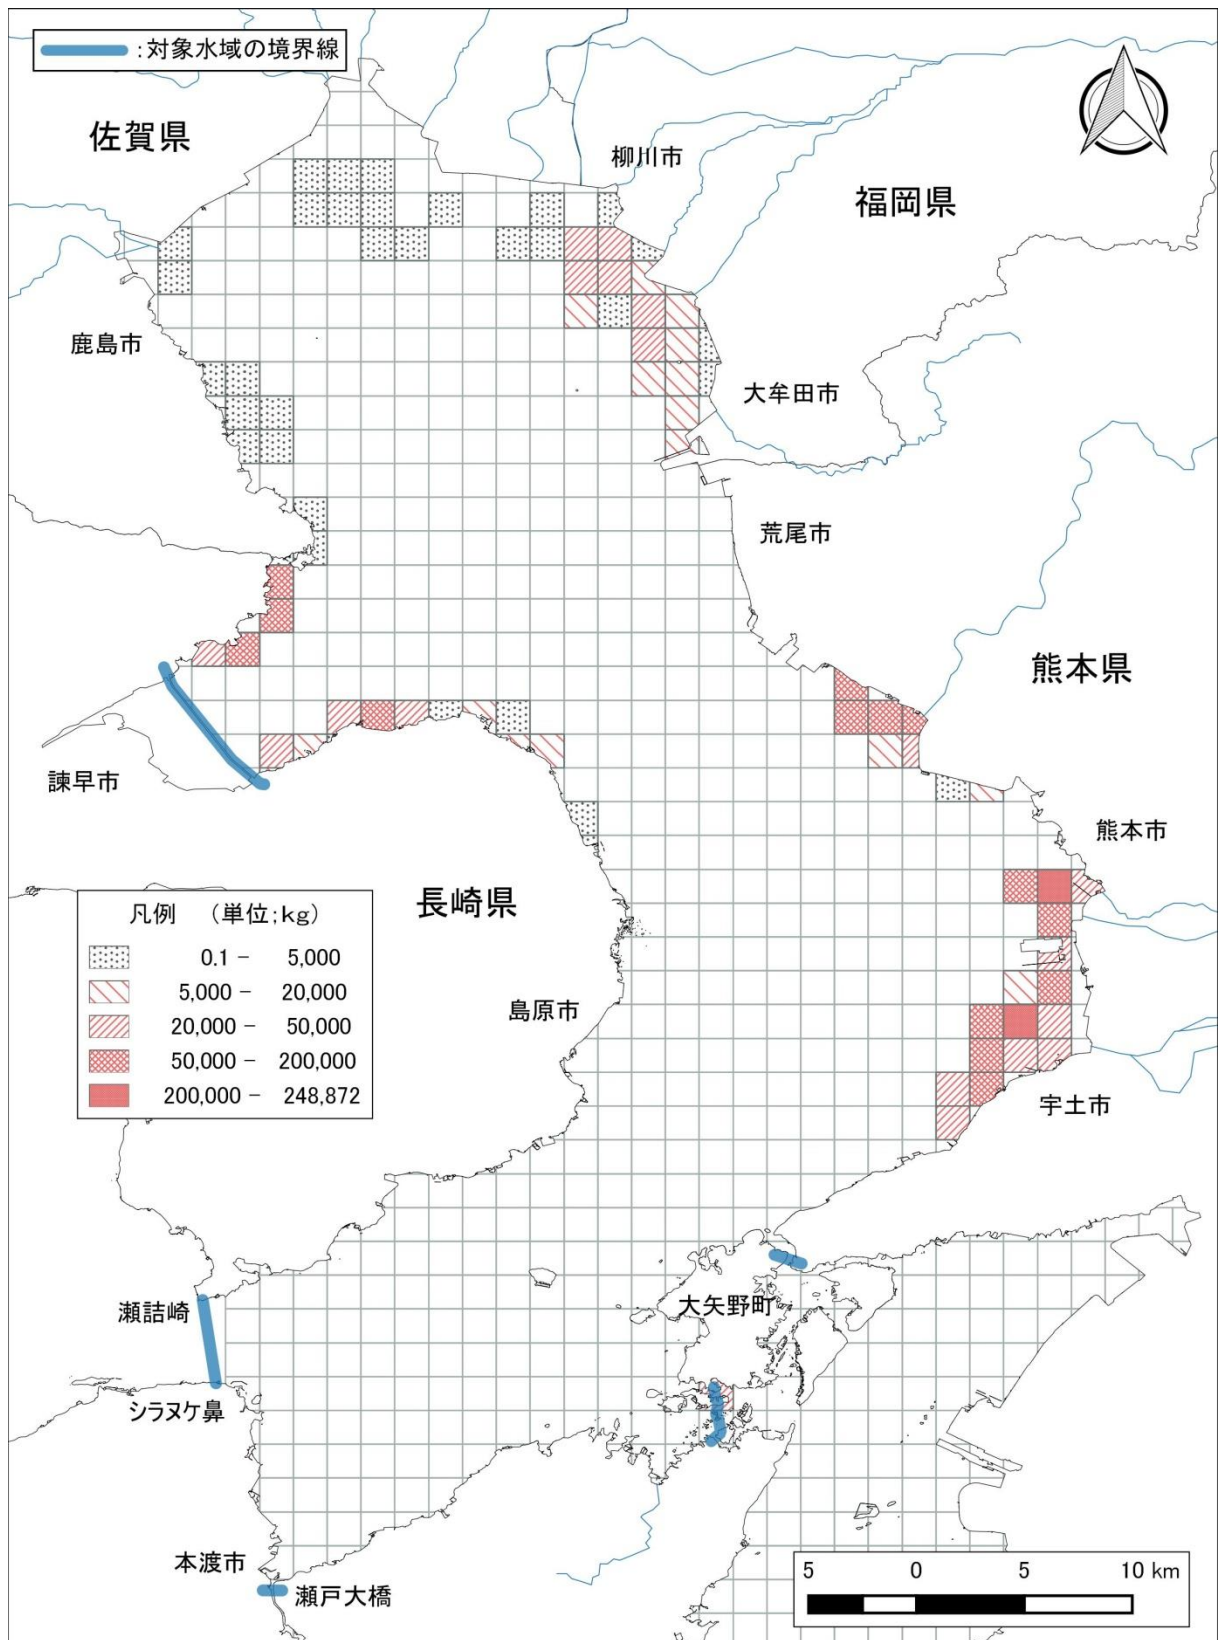 :対象水域の境界線
佐賀県
柳川市
福岡県
鹿島市
大牟田市
荒尾市
熊本県
諫早市
熊本市
長崎県
凡例 (単位;kg)
0.1 - 5,000
5,000 - 20,000
20,000 - 50,000
50,000 - 200,000
200,000 - 248,872
島原市
宇土市
瀬詰崎
大矢野町
シラヌケ鼻
本渡市
瀬戸大橋
5 0 5 10 km